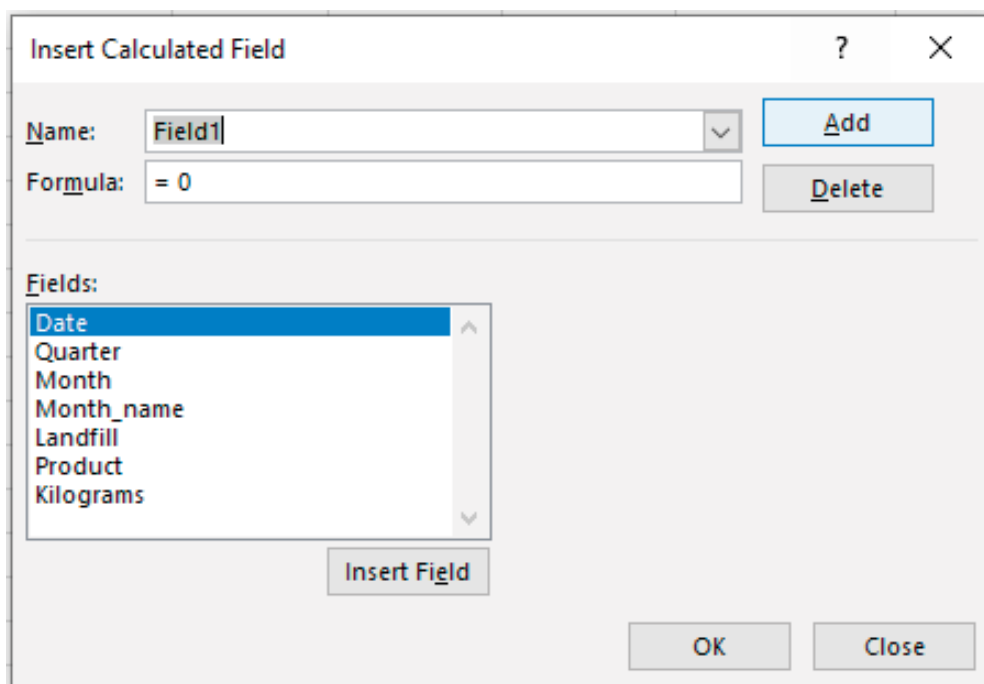 Insert Calculated Field ? ×
Name: Field1 Add
Formula: = 0 Delete
Fields:
Date
Quarter
Month
Month_name
Landfill
Product
Kilograms
Insert Field
OK Close